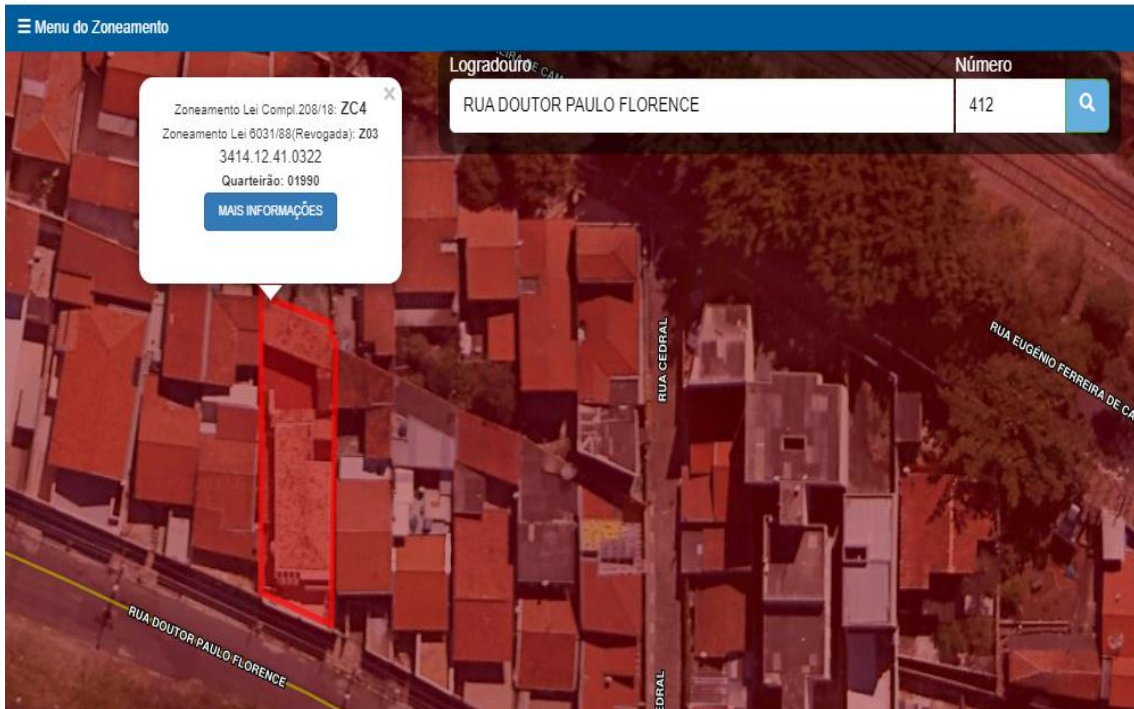 ☰ Menu do Zoneamento
Logradouro
Número
RUA DOUTOR PAULO FLORENCE
412
Zoneamento Lei Compl.208/18: ZC4
Zoneamento Lei 6031/88(Revogada): Z03
3414.12.41.0322
Quarteirão: 01990
MAIS INFORMAÇÕES
RUA CEDRAL
RUA EUGÊNIO FERREIRA DE CA
RUA DOUTOR PAULO FLORENCE
EDRAL